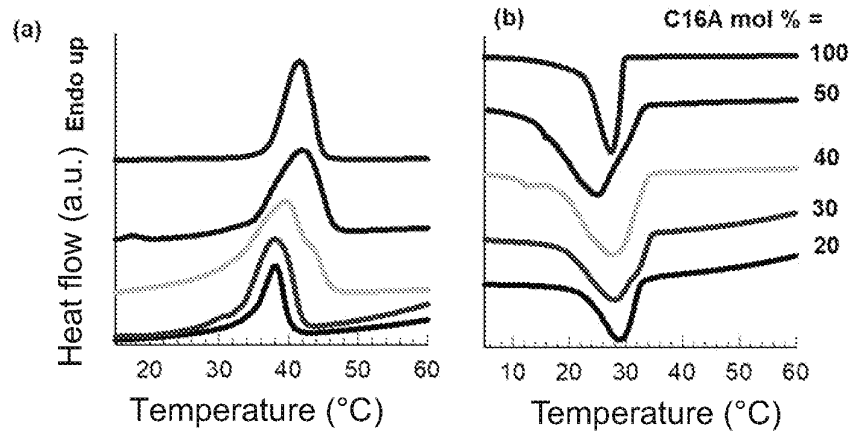 (a)
Heat flow (a.u.) Endo up
20 30 40 50 60
Temperature (°C)
(b)
C16A mol % =
100
50
40
30
20
10 20 30 40 50 60
Temperature (°C)